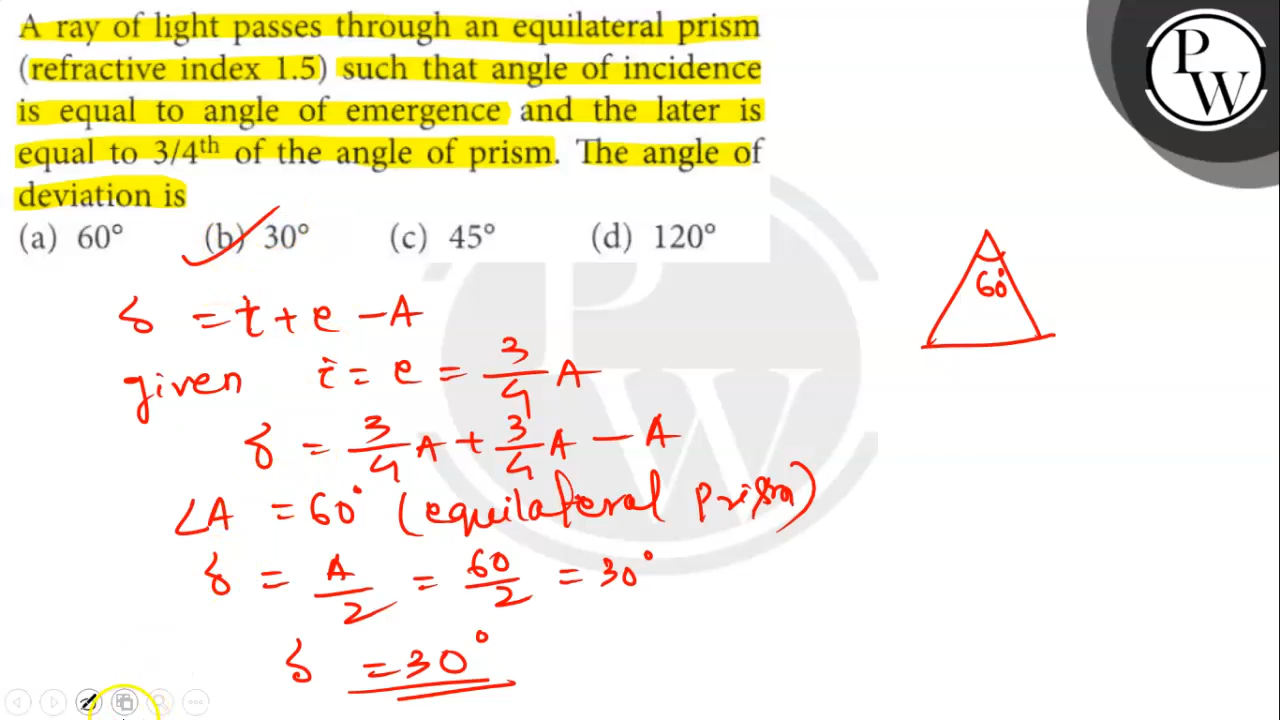 A ray of light passes through an equilateral prism
(refractive index 1.5) such that angle of incidence
is equal to angle of emergence and the later is
equal to 3/4th of the angle of prism. The angle of
deviation is
(a) 60° (b) 30° (c) 45° (d) 120°
PW
60°
δ = i + e - A
given i = e = 3/4 A
δ = 3/4 A + 3/4 A - A
∠A = 60° (equilateral prism)
δ = A/2 = 60/2 = 30°
δ = 30°
PW